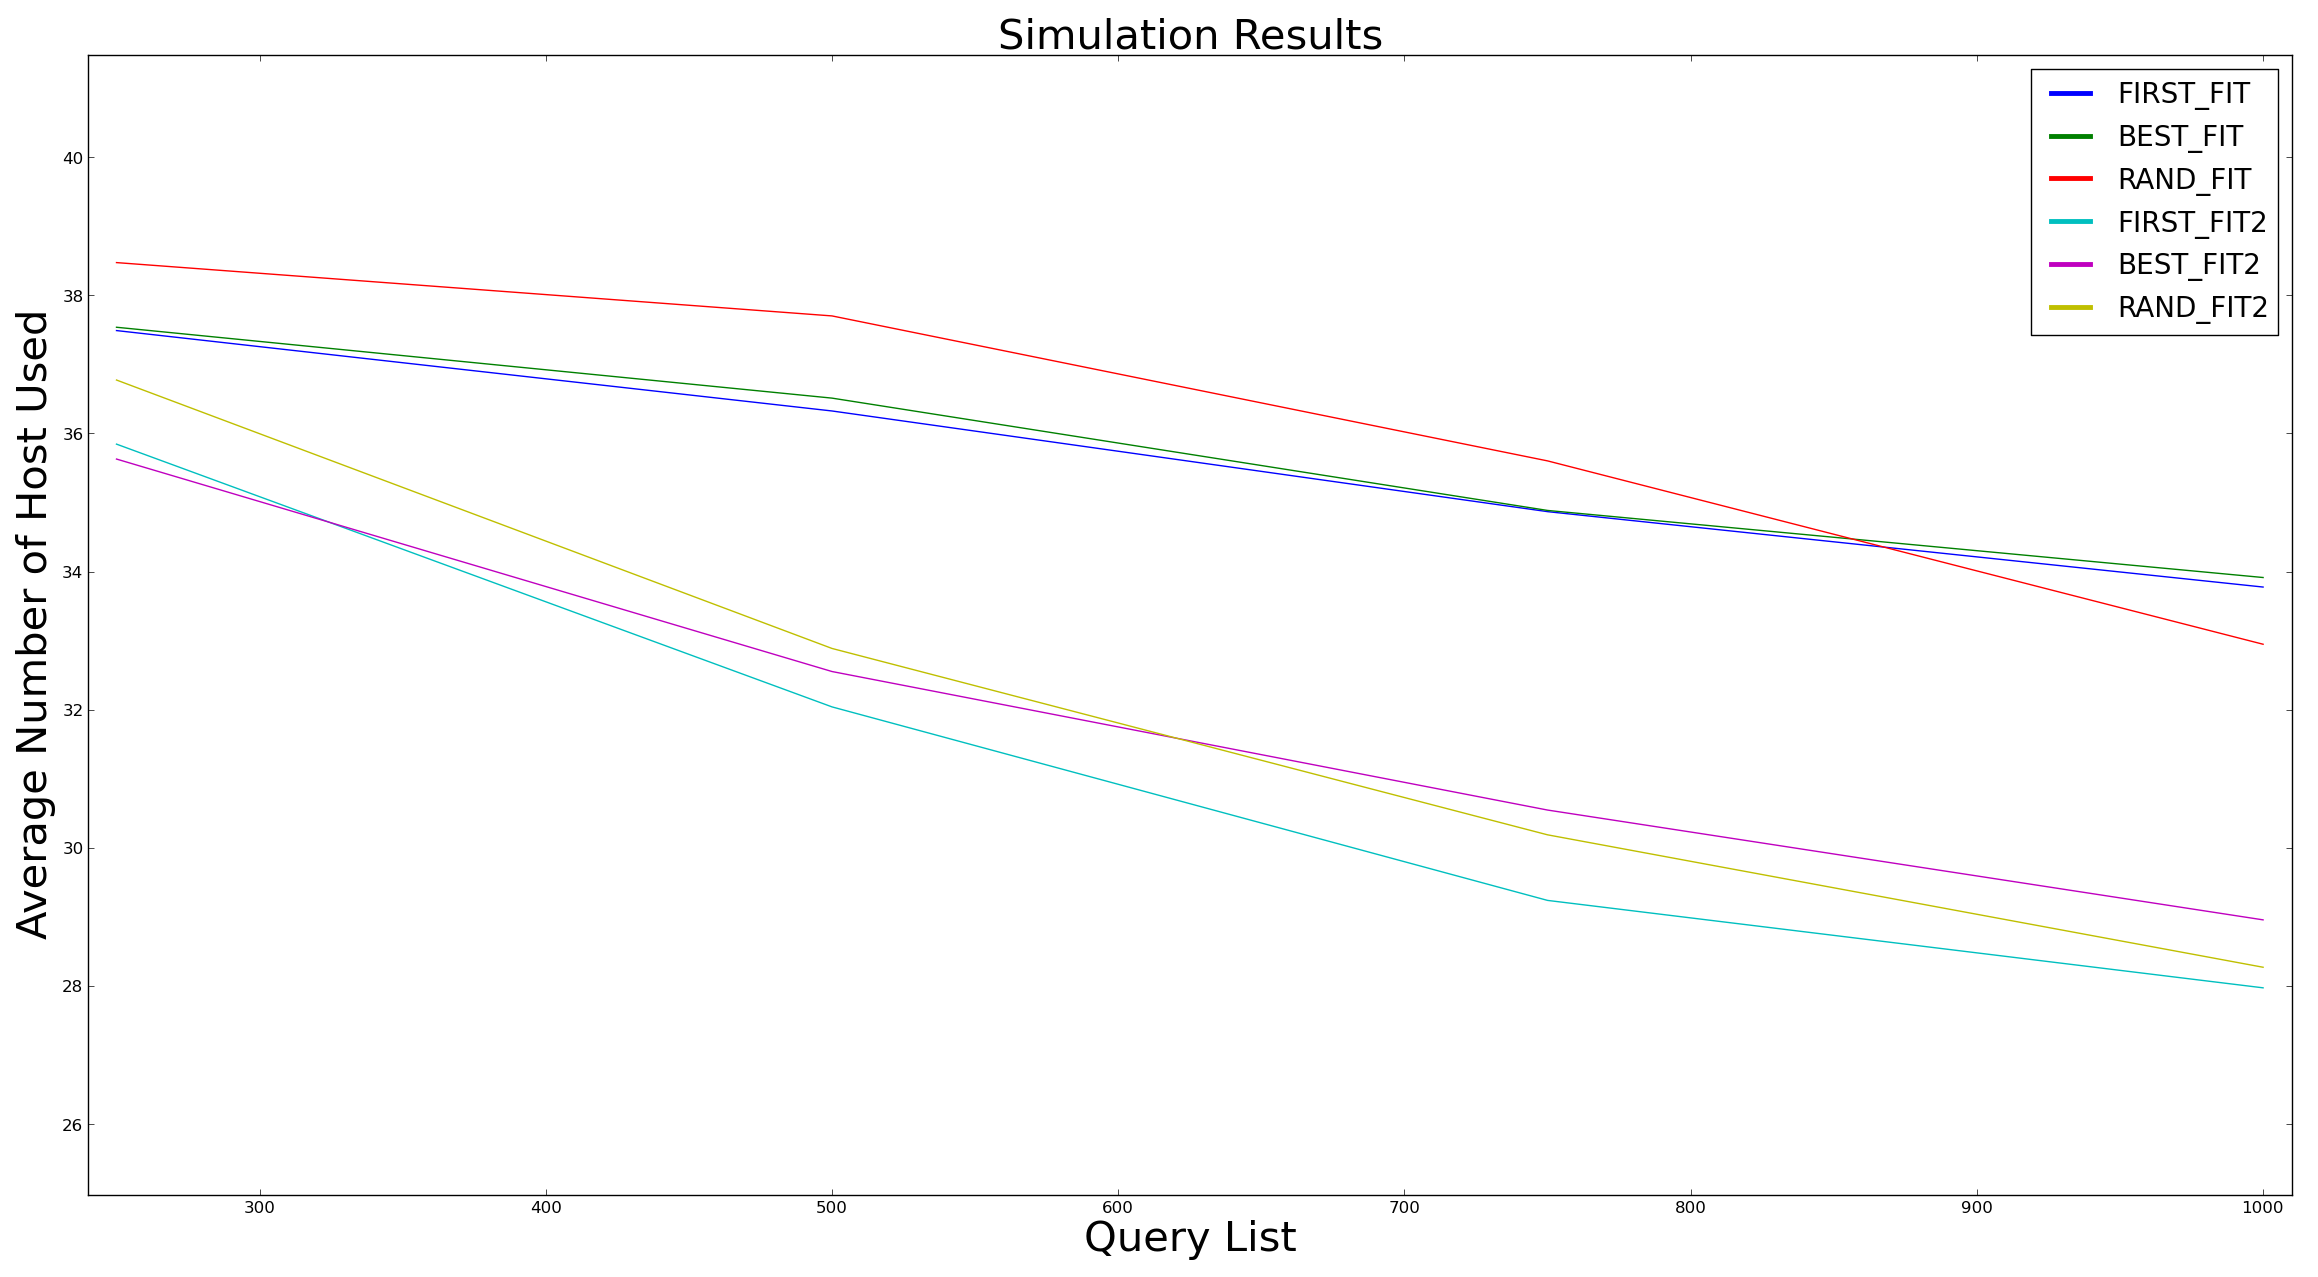 Simulation Results
FIRST_FIT
BEST_FIT
RAND_FIT
FIRST_FIT2
BEST_FIT2
RAND_FIT2
Average Number of Host Used
40
38
36
34
32
30
28
26
300 400 500 600 700 800 900 1000
Query List